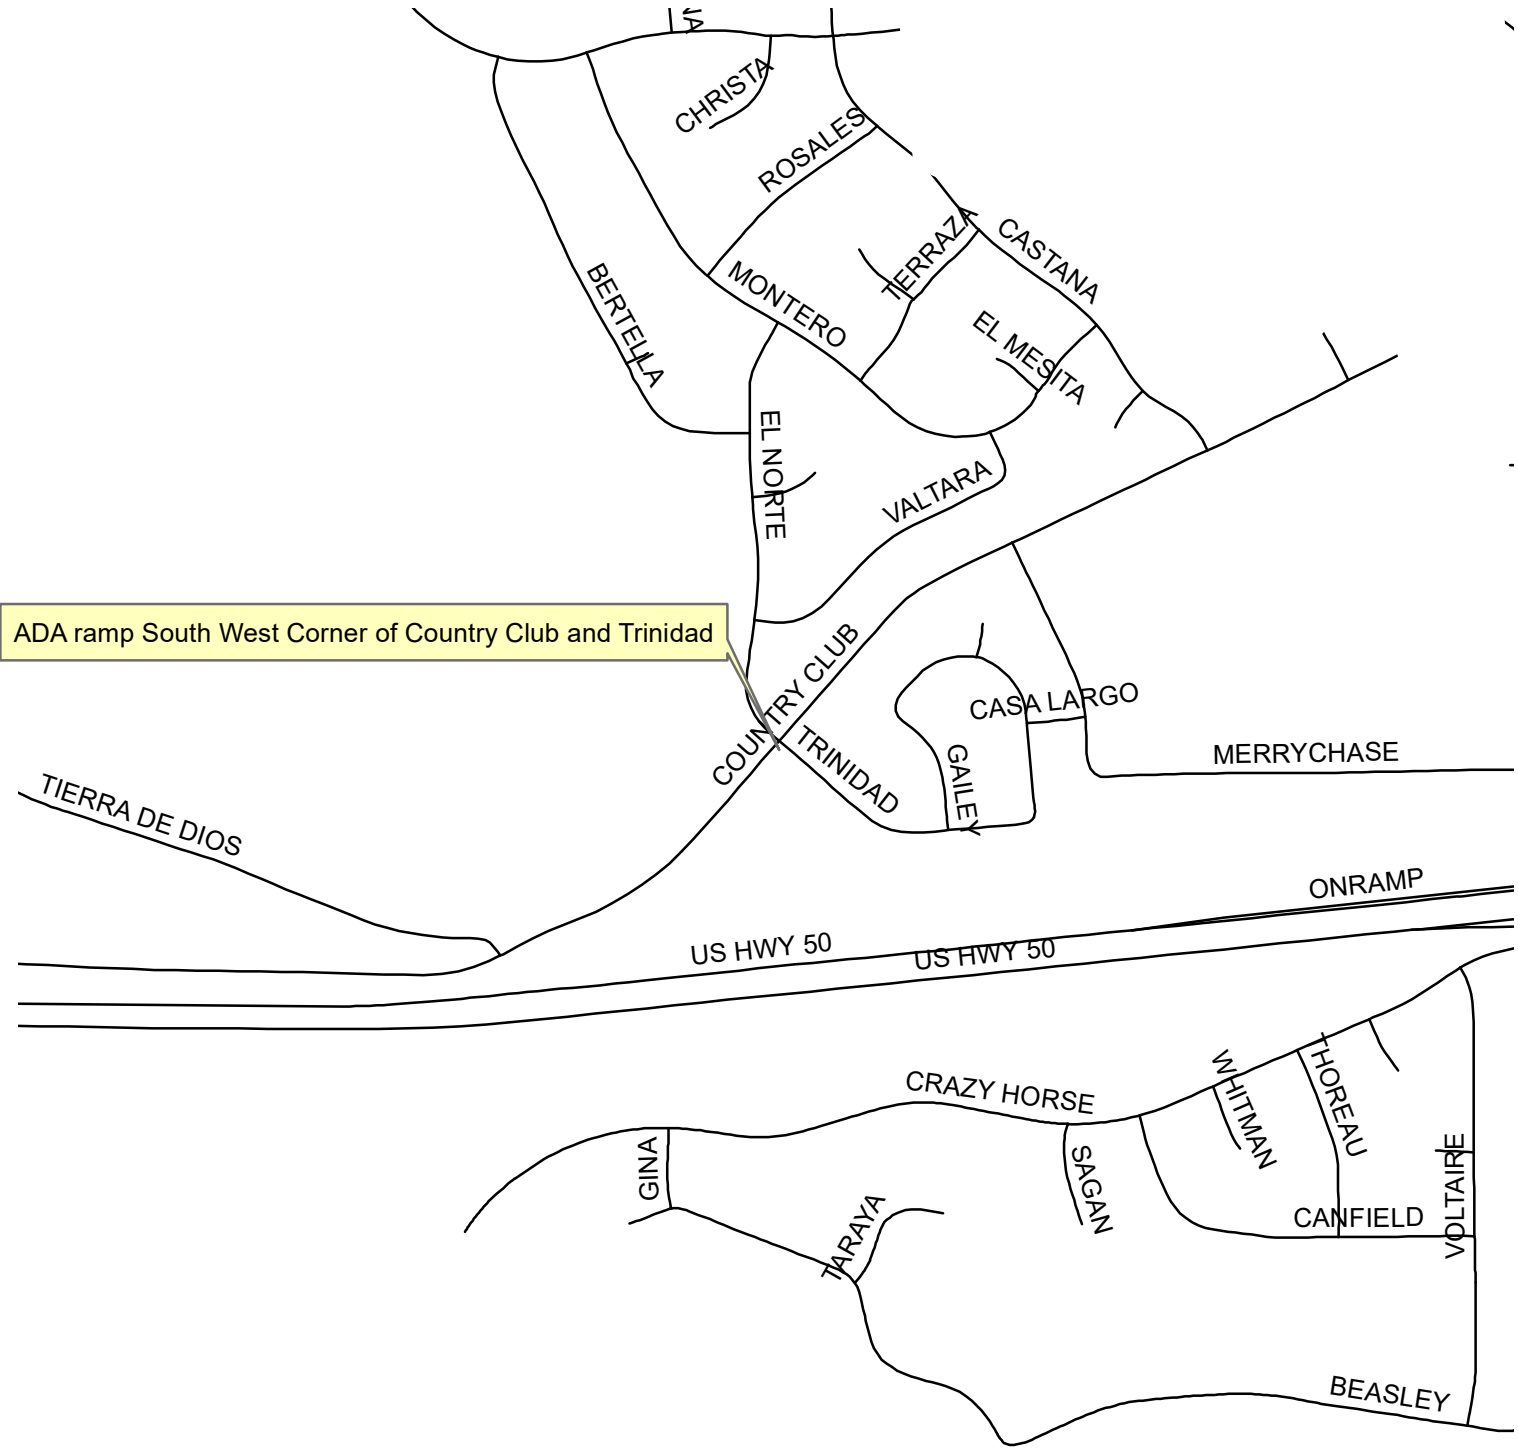 NA
CHRISTA
ROSALES
TERRAZA
CASTANA
BERTELLA
MONTERO
EL MESITA
EL NORTE
VALTARA
ADA ramp South West Corner of Country Club and Trinidad
COUNTRY CLUB
CASA LARGO
TRINIDAD
GAILEY
MERRYCHASE
TIERRA DE DIOS
ONRAMP
US HWY 50
US HWY 50
CRAZY HORSE
WHITMAN
THOREAU
GINA
SAGAN
VOLTAIRE
TARAYA
CANFIELD
BEASLEY